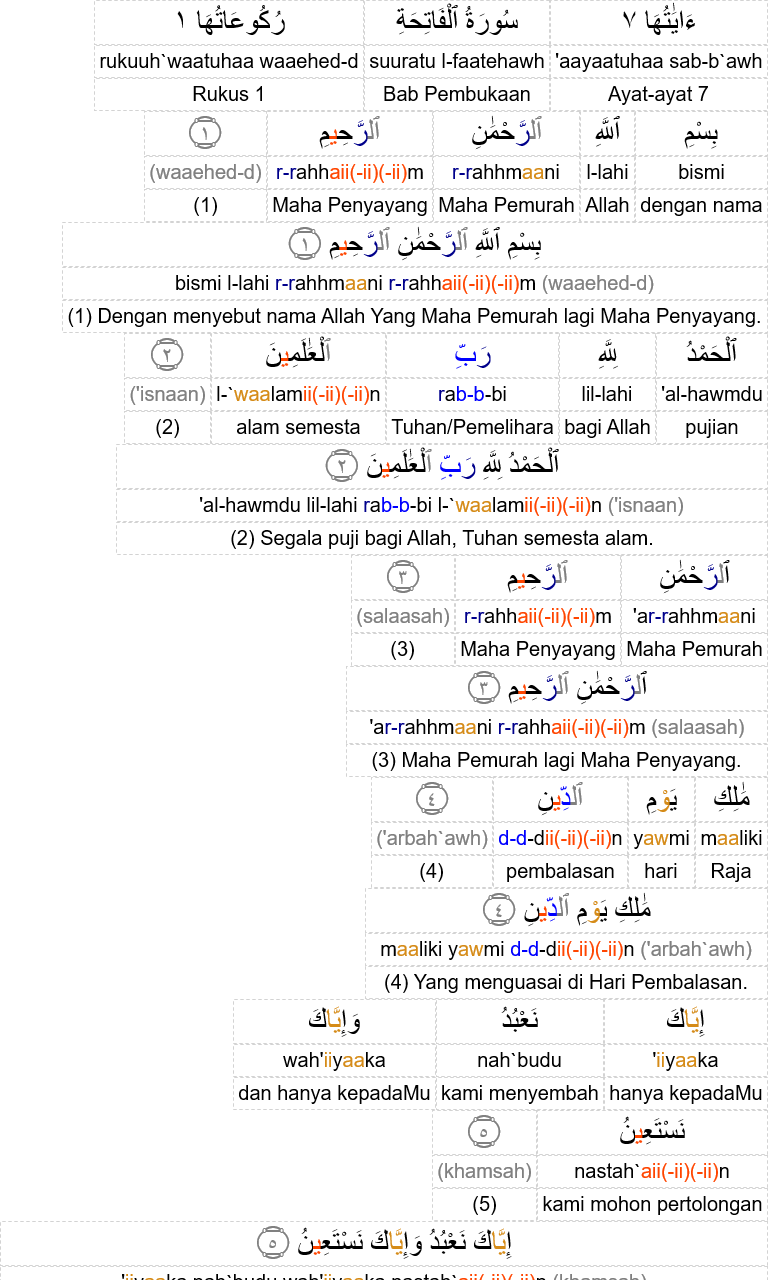 ءَايَٰتُهَا ٧ سُورَةُ ٱلْفَاتِحَةِ رُكُوعَاتُهَا ١
'aayaatuhaa sab-b`awh suuratu l-faatehawh rukuuh`waatuhaa waaehed-d
Ayat-ayat 7 Bab Pembukaan Rukus 1
بِسْمِ ٱللَّهِ ٱلرَّحْمَٰنِ ٱلرَّحِيمِ ١
bismi l-lahi r-rahhmaani r-rahhaii(-ii)(-ii)m (waaehed-d)
dengan nama Allah Maha Pemurah Maha Penyayang (1)
بِسْمِ ٱللَّهِ ٱلرَّحْمَٰنِ ٱلرَّحِيمِ ١
bismi l-lahi r-rahhmaani r-rahhaii(-ii)(-ii)m (waaehed-d)
(1) Dengan menyebut nama Allah Yang Maha Pemurah lagi Maha Penyayang.
ٱلْحَمْدُ لِلَّهِ رَبِّ ٱلْعَٰلَمِينَ ٢
'al-hawmdu lil-lahi rab-b-bi l-`waalamii(-ii)(-ii)n ('isnaan)
pujian bagi Allah Tuhan/Pemelihara alam semesta (2)
ٱلْحَمْدُ لِلَّهِ رَبِّ ٱلْعَٰلَمِينَ ٢
'al-hawmdu lil-lahi rab-b-bi l-`waalamii(-ii)(-ii)n ('isnaan)
(2) Segala puji bagi Allah, Tuhan semesta alam.
ٱلرَّحْمَٰنِ ٱلرَّحِيمِ ٣
'ar-rahhmaani r-rahhaii(-ii)(-ii)m (salaasah)
Maha Pemurah Maha Penyayang (3)
ٱلرَّحْمَٰنِ ٱلرَّحِيمِ ٣
'ar-rahhmaani r-rahhaii(-ii)(-ii)m (salaasah)
(3) Maha Pemurah lagi Maha Penyayang.
مَٰلِكِ يَوْمِ ٱلدِّينِ ٤
maaliki yawmi d-d-dii(-ii)(-ii)n ('arbah`awh)
Raja hari pembalasan (4)
مَٰلِكِ يَوْمِ ٱلدِّينِ ٤
maaliki yawmi d-d-dii(-ii)(-ii)n ('arbah`awh)
(4) Yang menguasai di Hari Pembalasan.
إِيَّاكَ نَعْبُدُ وَإِيَّاكَ
'iiyaaka nah`budu wah'iiyaaka
hanya kepadaMu kami menyembah dan hanya kepadaMu
نَسْتَعِينُ ٥
nastah`aii(-ii)(-ii)n (khamsah)
kami mohon pertolongan (5)
إِيَّاكَ نَعْبُدُ وَإِيَّاكَ نَسْتَعِينُ ٥
'iiyaaka nah`budu wah'iiyaaka nastah`aii(-ii)(-ii)n (khamsah)